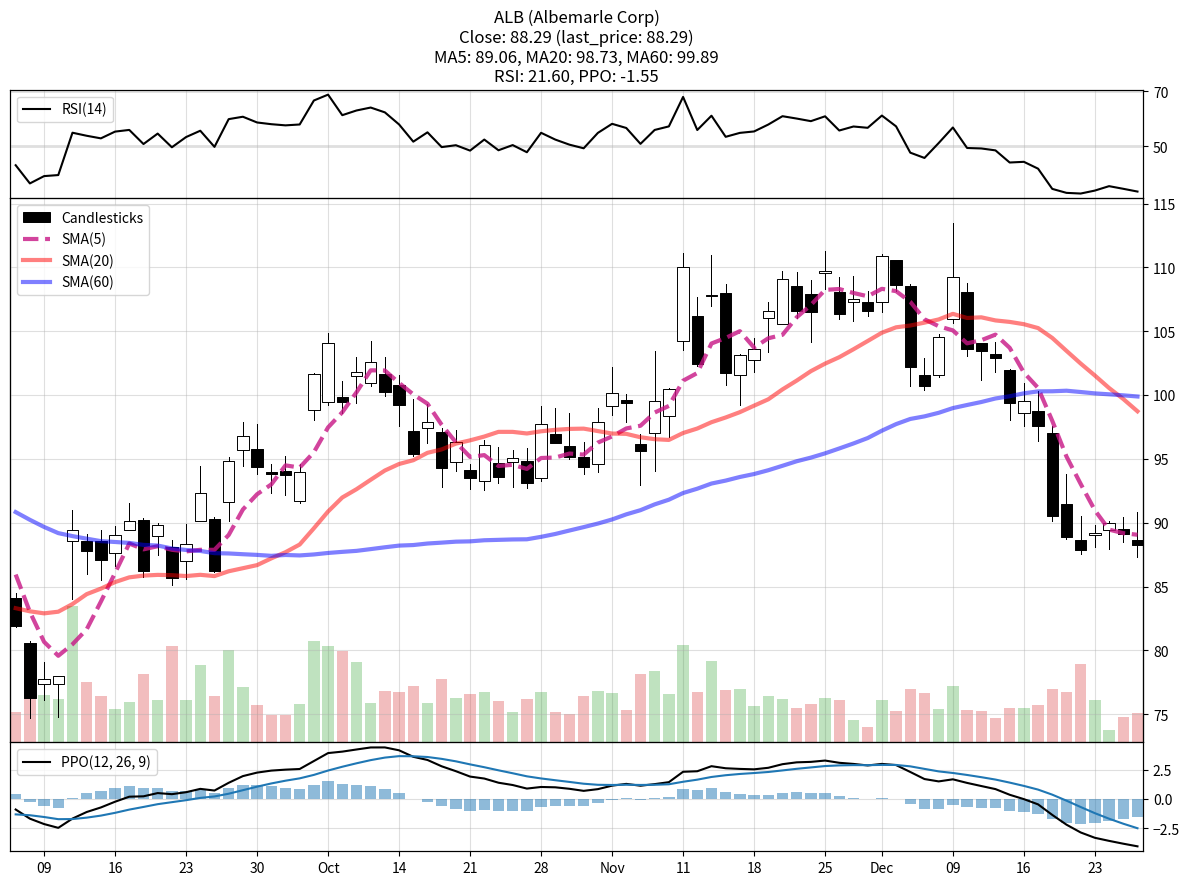 ALB (Albemarle Corp)
Close: 88.29 (last_price: 88.29)
MA5: 89.06, MA20: 98.73, MA60: 99.89
RSI: 21.60, PPO: -1.55
RSI(14)
70
50
Candlesticks
SMA(5)
SMA(20)
SMA(60)
115
110
105
100
95
90
85
80
75
PPO(12, 26, 9)
2.5
0.0
−2.5
09 16 23 30 Oct 14 21 28 Nov 11 18 25 Dec 09 16 23